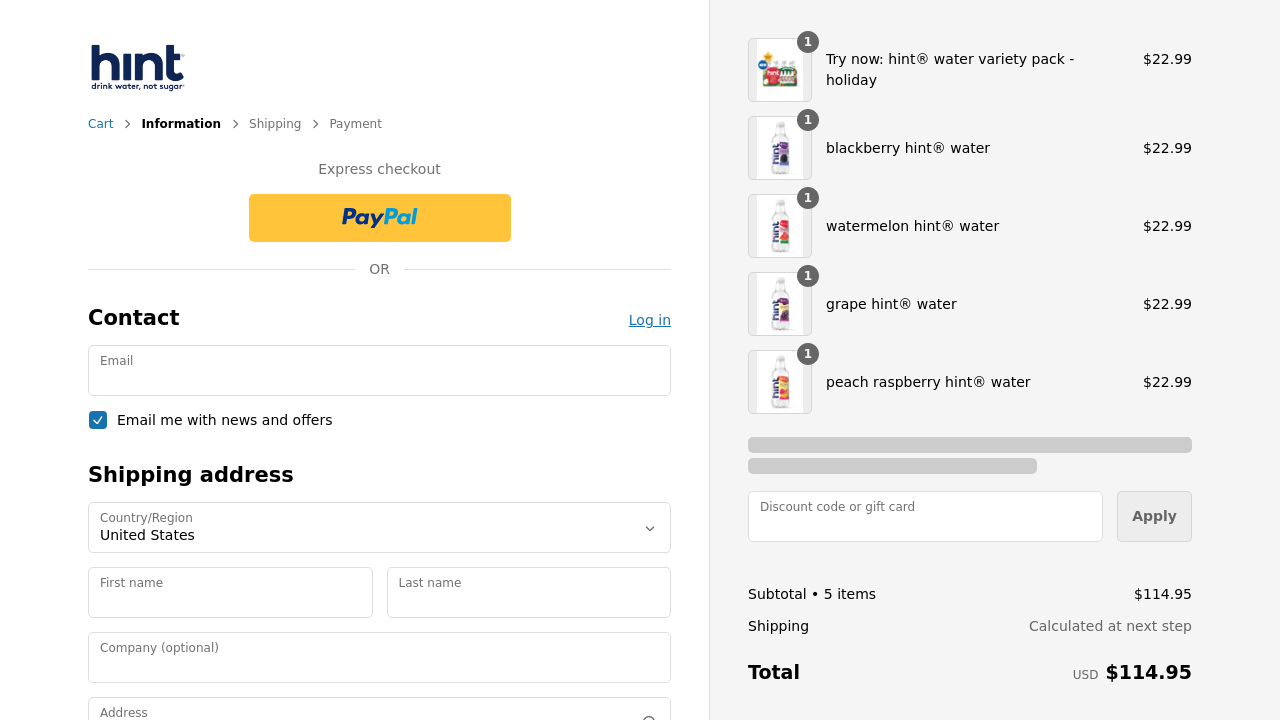 hint
drink water, not sugar
Cart > Information > Shipping > Payment
Express checkout
PayPal
OR
Contact
Log in
Email
Email me with news and offers
Shipping address
Country/Region
United States
First name
Last name
Company (optional)
Address
1
Try now: hint® water variety pack - holiday
$22.99
1
blackberry hint® water
$22.99
1
watermelon hint® water
$22.99
1
grape hint® water
$22.99
1
peach raspberry hint® water
$22.99
Discount code or gift card
Apply
Subtotal • 5 items
$114.95
Shipping
Calculated at next step
Total
USD $114.95